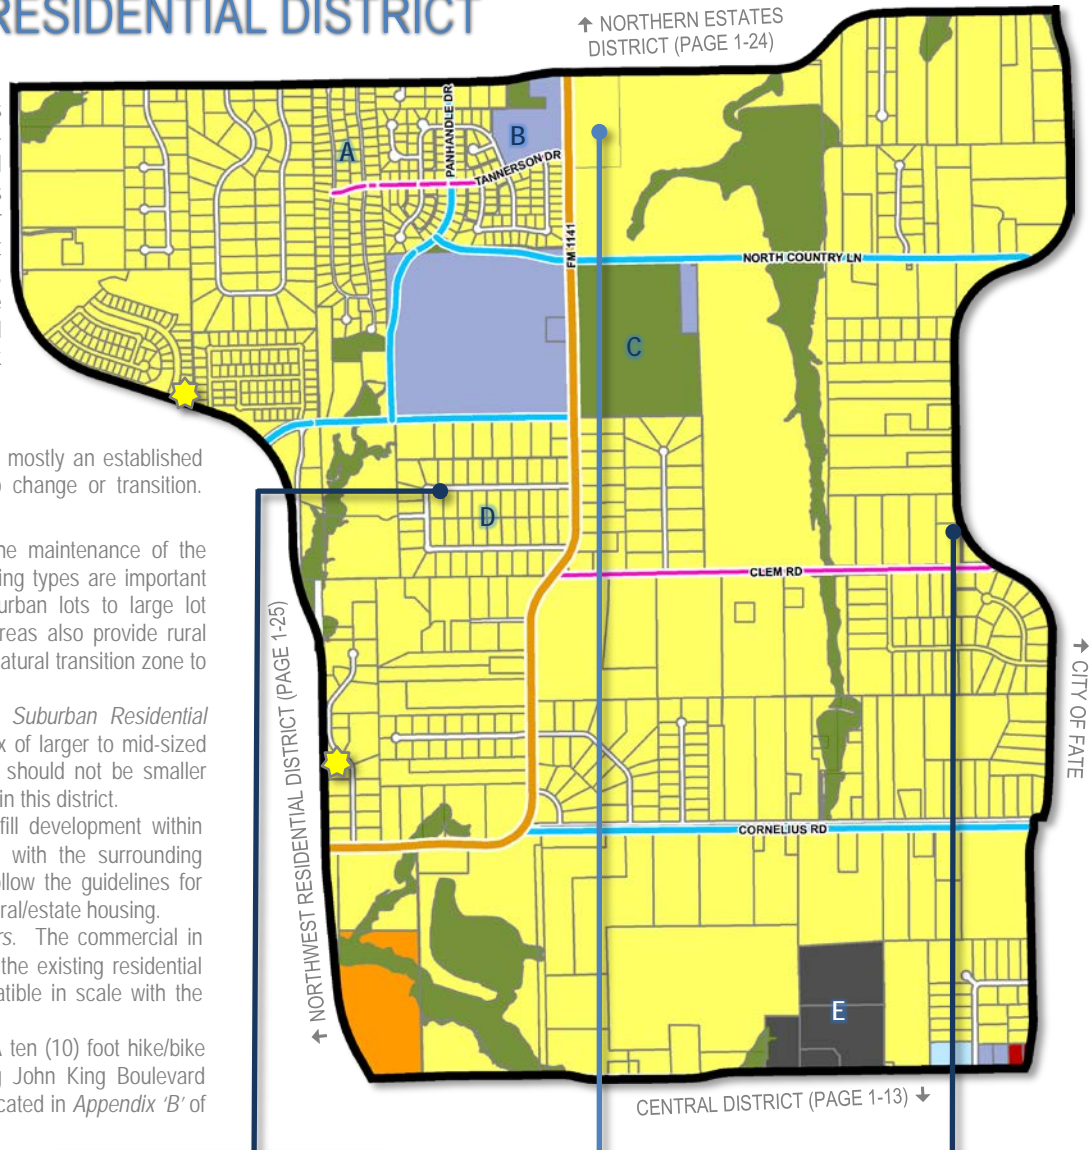 RESIDENTIAL DISTRICT
↑ NORTHERN ESTATES
DISTRICT (PAGE 1-24)
PANHANDLE DR
A
B
TANNERSON DR
FM 1141
NORTH COUNTRY LN
C
mostly an established
change or transition.
D
he maintenance of the
ing types are important
urban lots to large lot
reas also provide rural
natural transition zone to
CLEM RD
↑ NORTHWEST RESIDENTIAL DISTRICT (PAGE 1-25)
↑ CITY OF FATE
Suburban Residential
x of larger to mid-sized
should not be smaller
in this district.
fill development within
with the surrounding
ollow the guidelines for
ral/estate housing.
rs. The commercial in
the existing residential
atible in scale with the
CORNELIUS RD
E
A ten (10) foot hike/bike
g John King Boulevard
cated in Appendix 'B' of
CENTRAL DISTRICT (PAGE 1-13) ↓